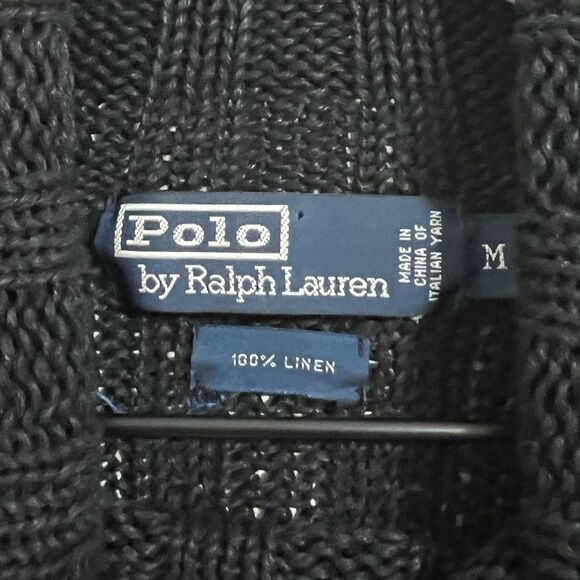 Polo
by Ralph Lauren
MADE IN
CHINA OF
ITALIAN YARN
M
100% LINEN